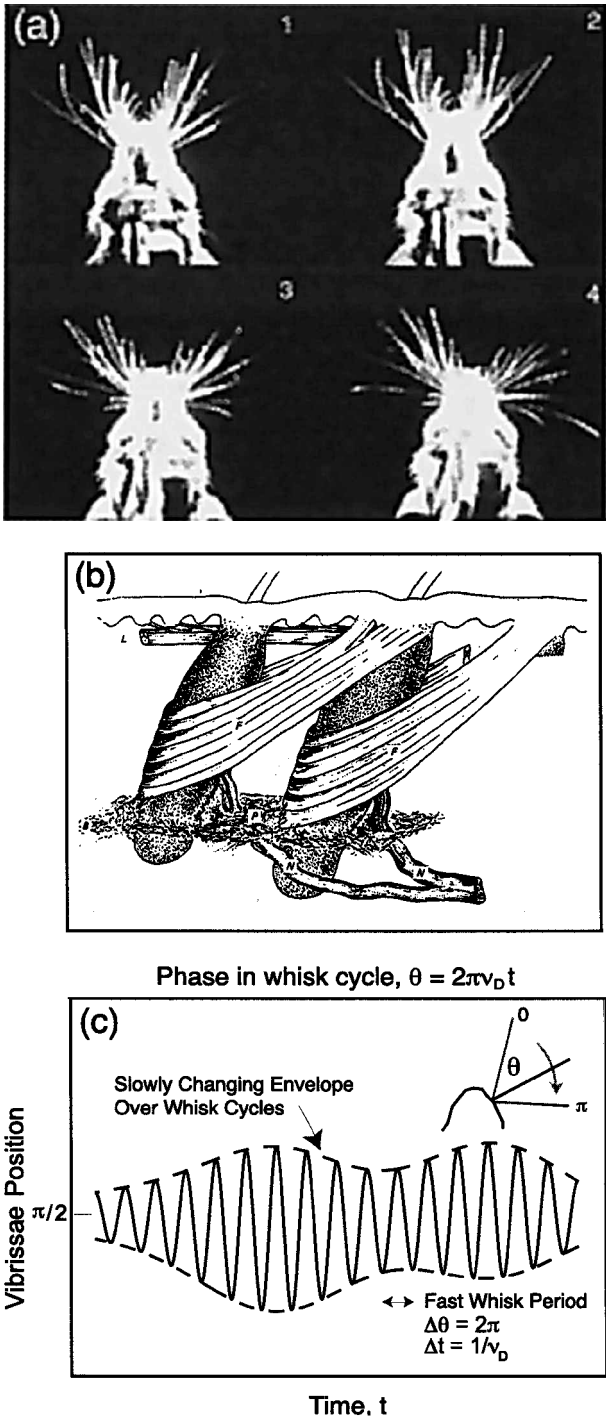 (a)
1
2
3
4
(b)
L
F
F
P
N
N
Phase in whisk cycle, θ = 2πν_D t
(c)
0
θ
π
Slowly Changing Envelope
Over Whisk Cycles
Vibrissae Position
π/2
Fast Whisk Period
Δθ = 2π
Δt = 1/ν_D
Time, t